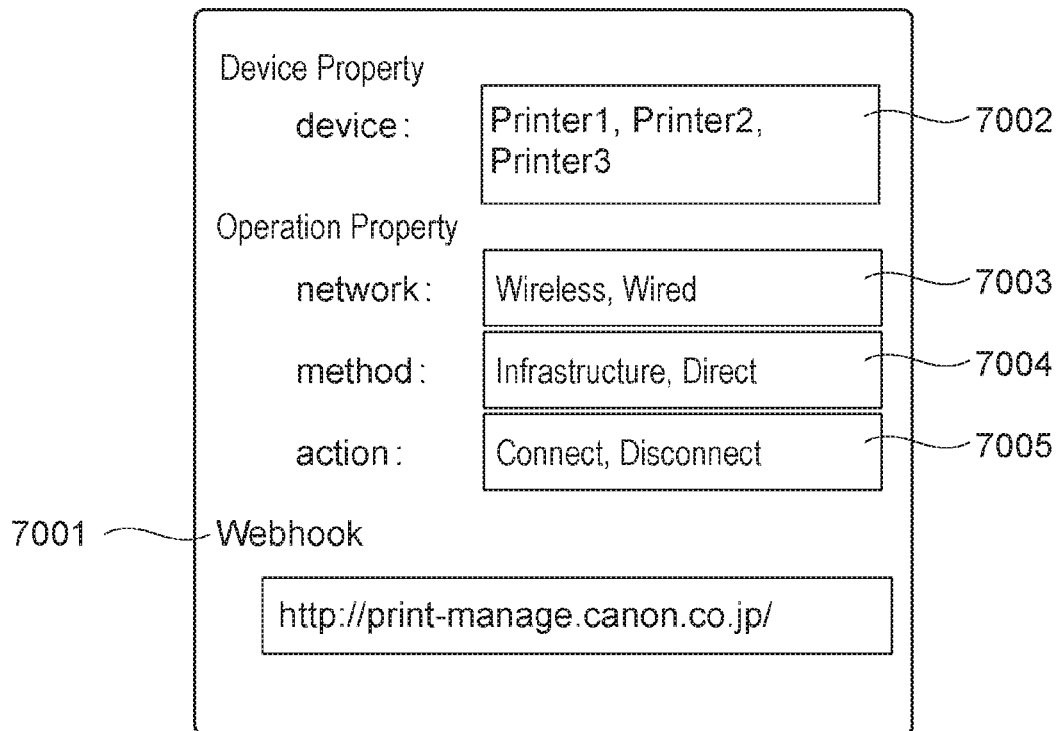 Device Property
device: Printer1, Printer2, 7002
Printer3
Operation Property
network: Wireless, Wired 7003
method: Infrastructure, Direct 7004
action: Connect, Disconnect 7005
7001 Webhook
http://print-manage.canon.co.jp/